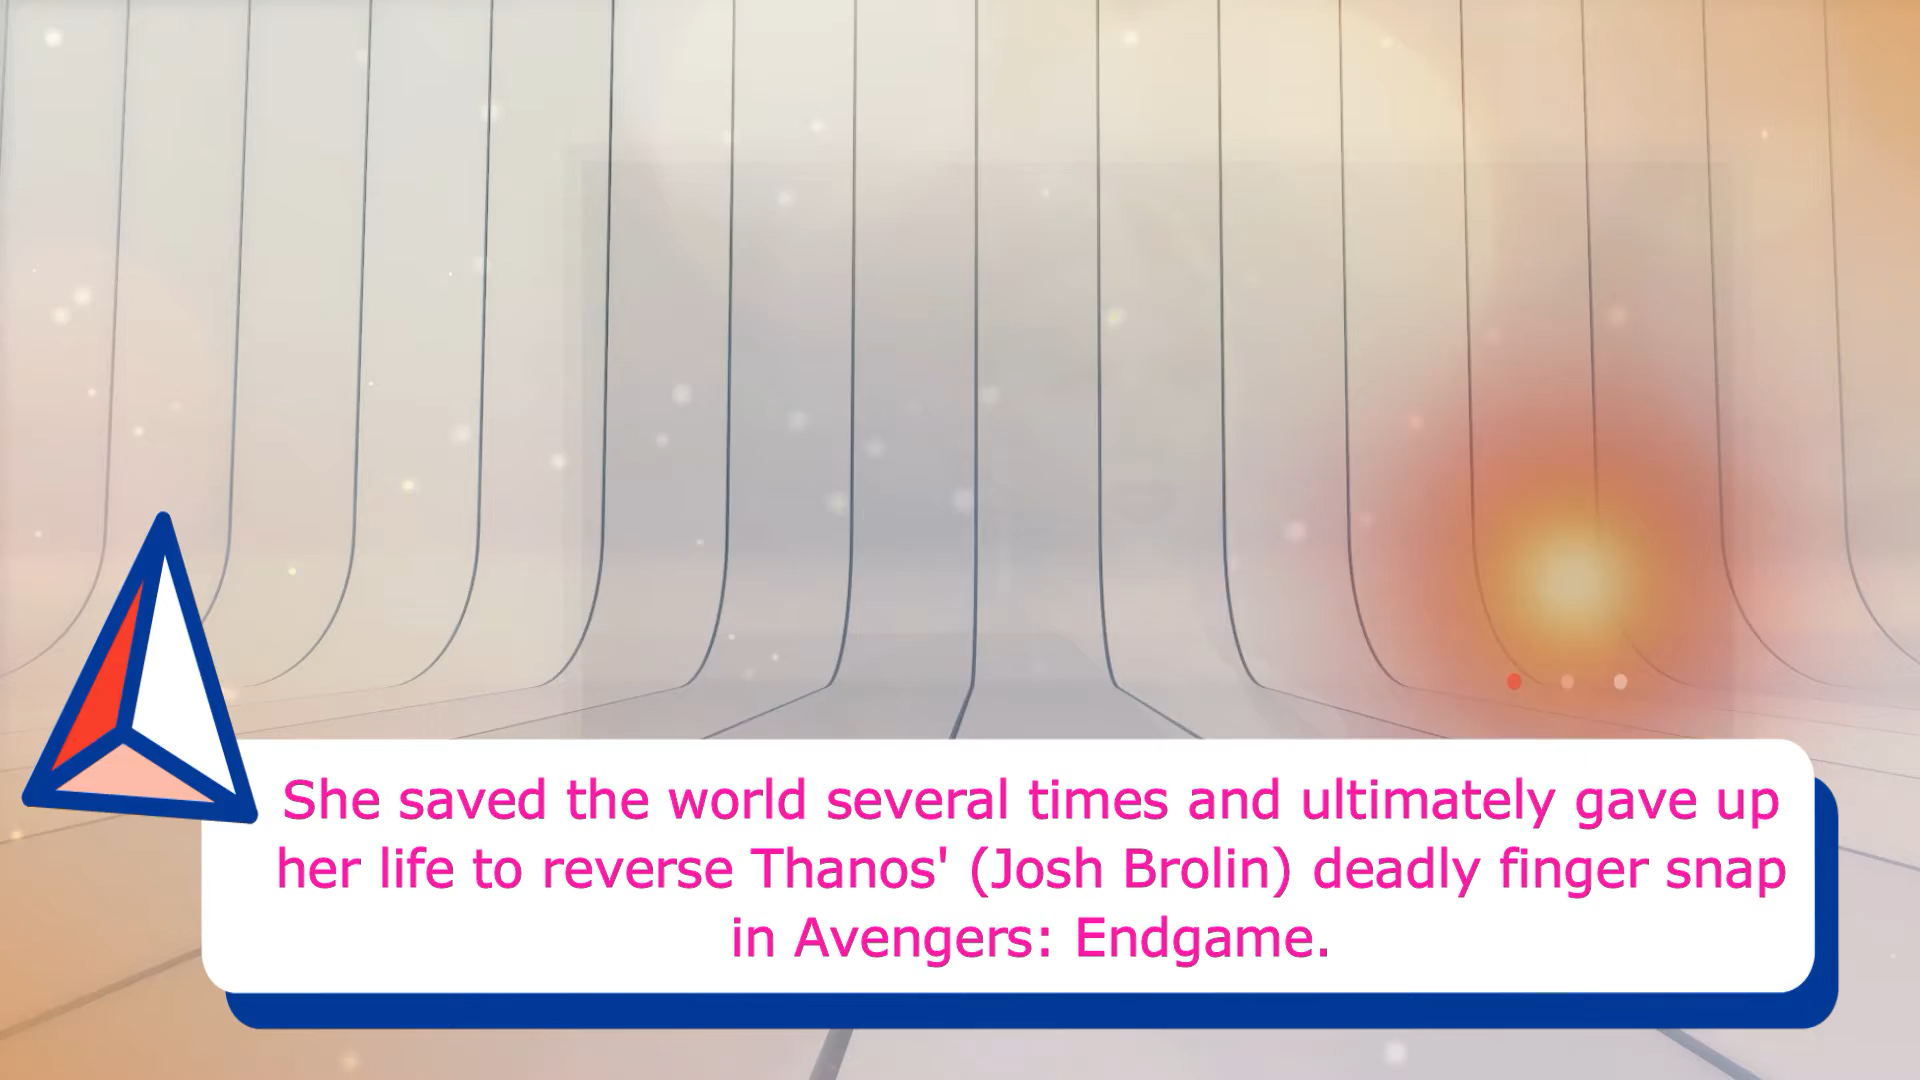 She saved the world several times and ultimately gave up
her life to reverse Thanos' (Josh Brolin) deadly finger snap
in Avengers: Endgame.